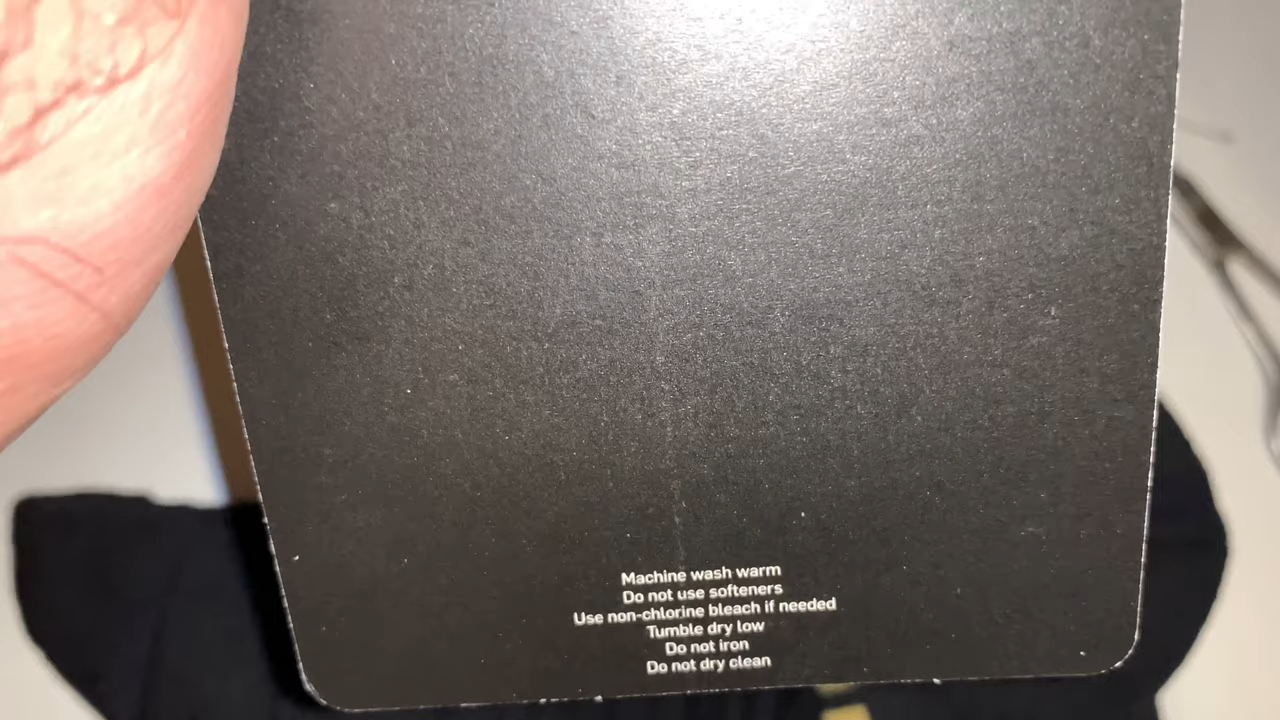 Machine wash warm
Do not use softeners
Use non-chlorine bleach if needed
Tumble dry low
Do not iron
Do not dry clean